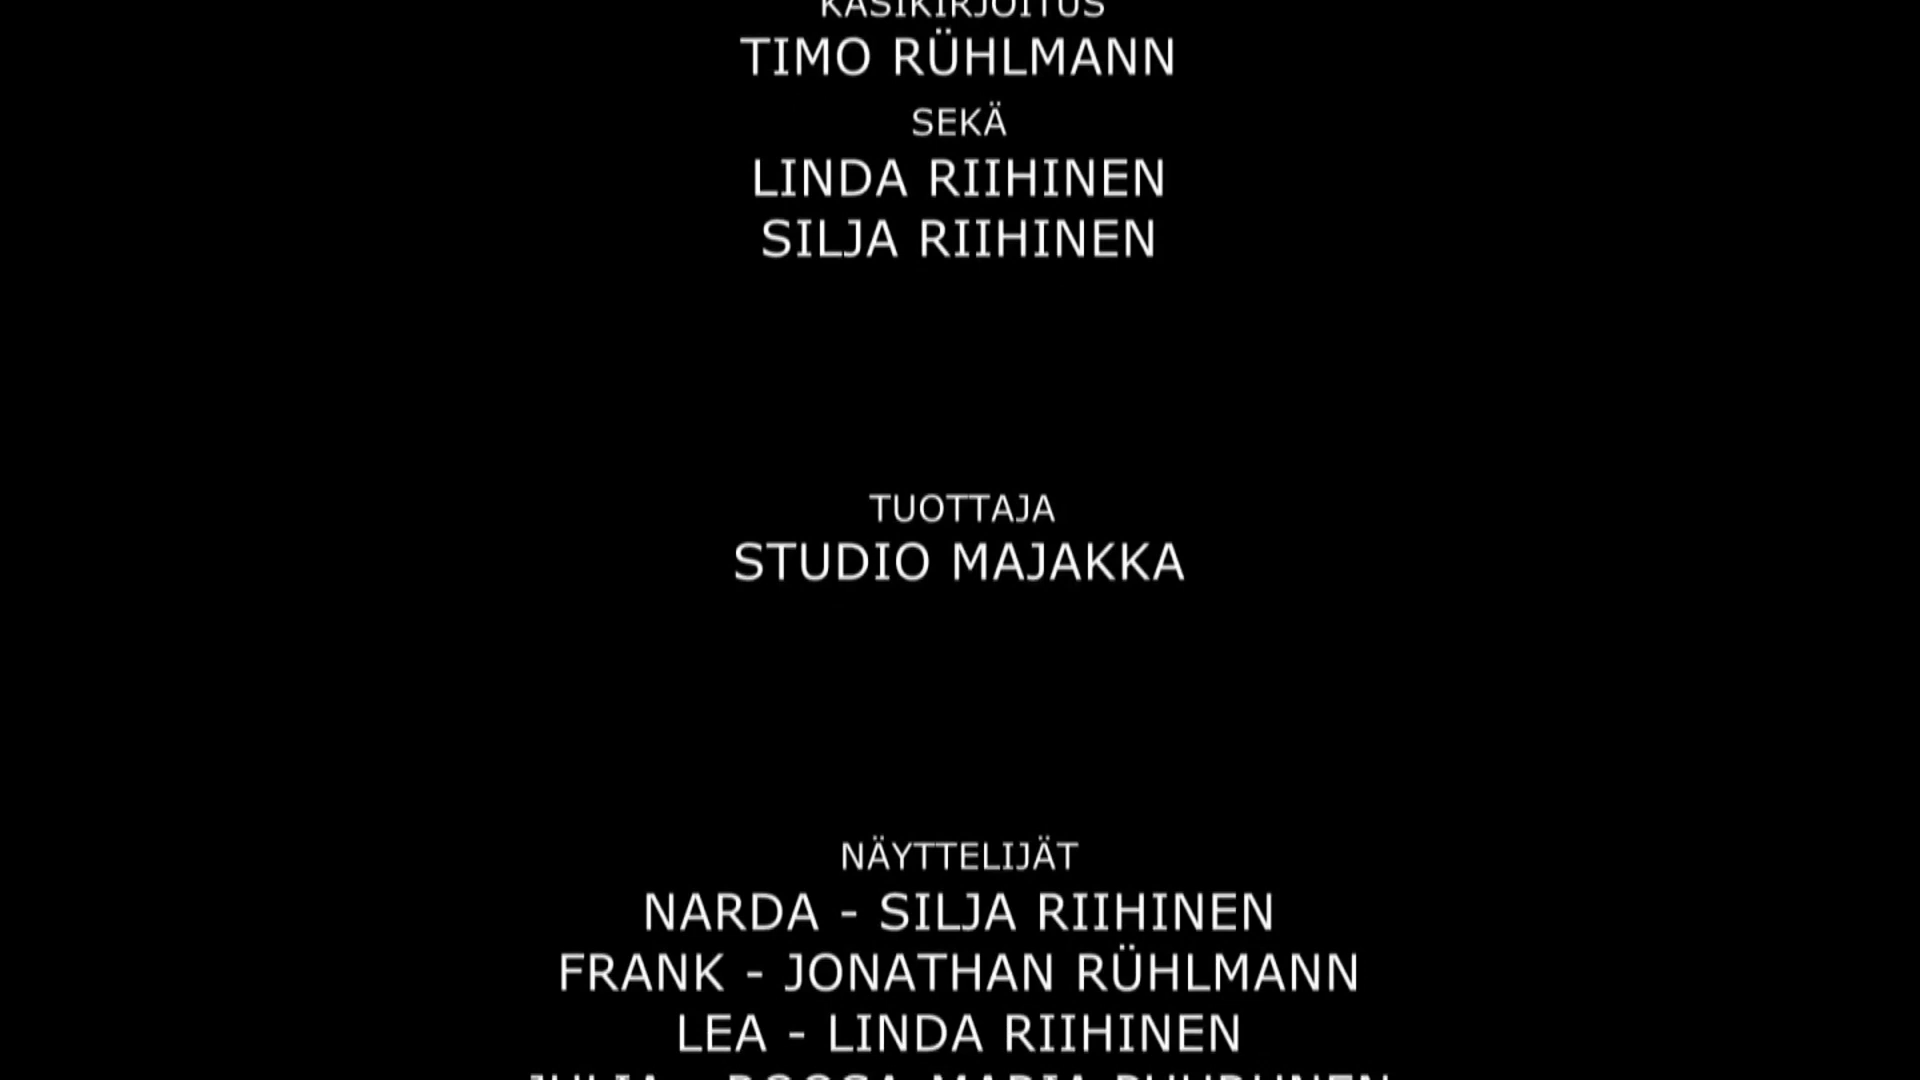 KÄSIKIRJOITUS
TIMO RÜHLMANN
SEKÄ
LINDA RIIHINEN
SILJA RIIHINEN
TUOTTAJA
STUDIO MAJAKKA
NÄYTTELIJÄT
NARDA - SILJA RIIHINEN
FRANK - JONATHAN RÜHLMANN
LEA - LINDA RIIHINEN